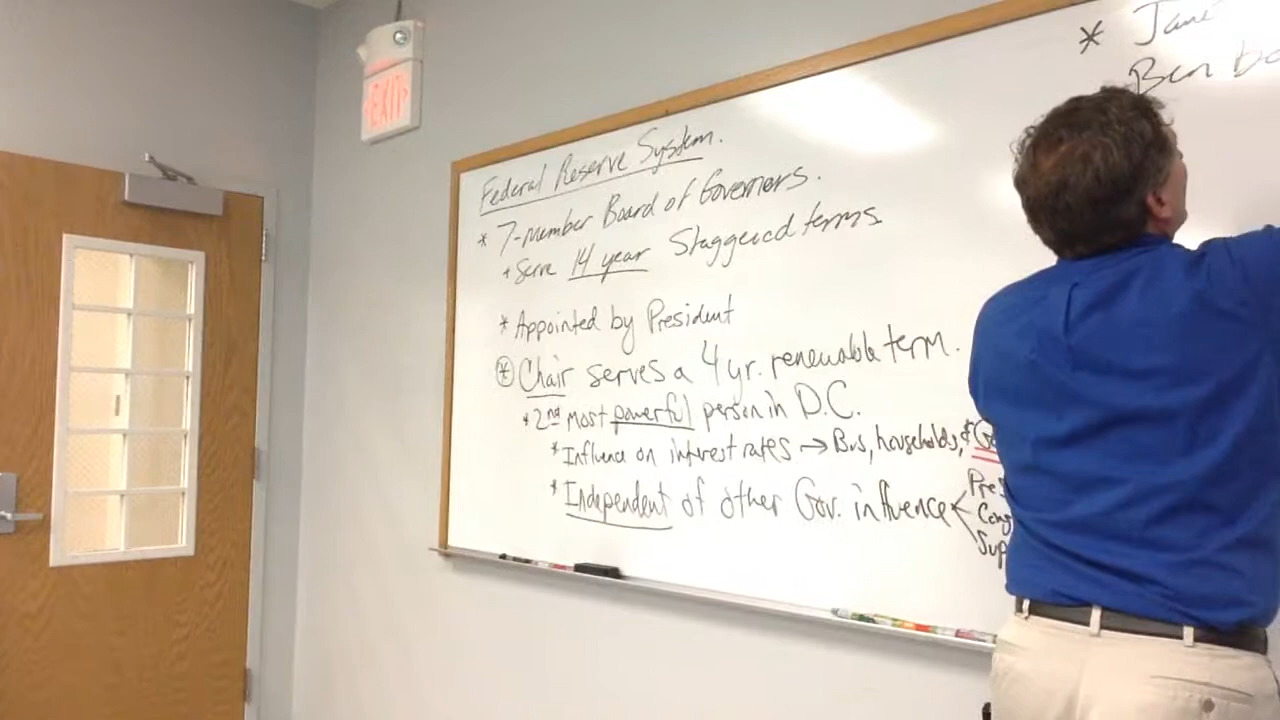 EXIT
*
Ben
Federal Reserve System.
* 7-member Board of Governors.
* Serve 14 year Staggered terms
* Appointed by President
* Chair serves a 4 yr. renewable term.
* 2nd most powerful person in D.C.
* Influence on interest rates → Bus, households, &
* Independent of other Gov. influence